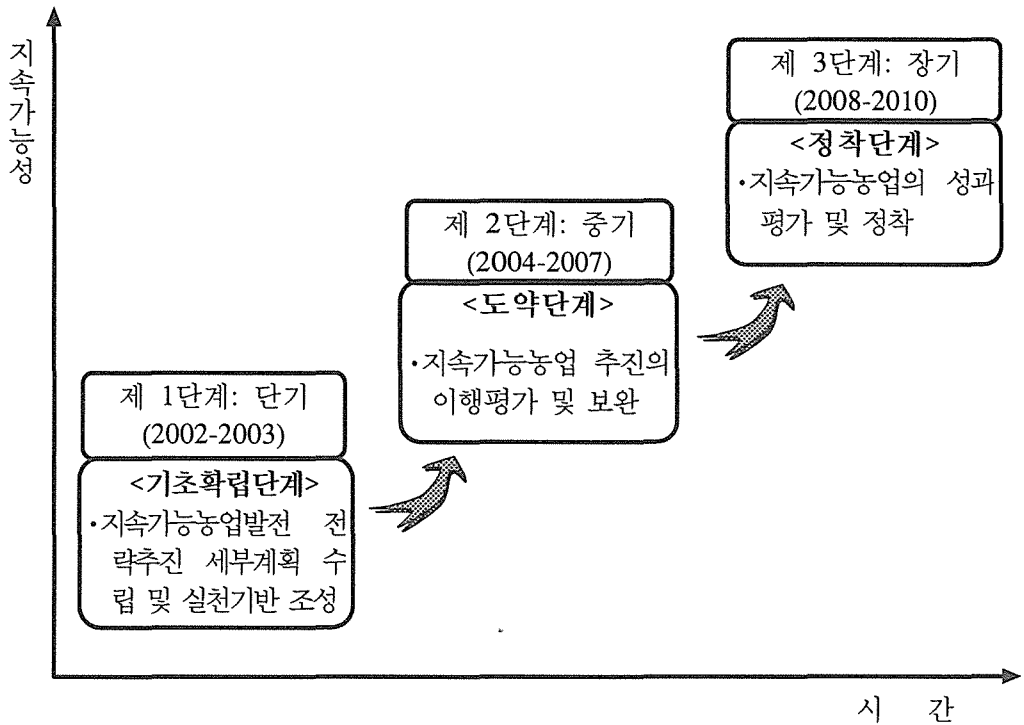 지속가능성
제 3단계: 장기
(2008-2010)
<정착단계>
·지속가능농업의 성과
평가 및 정착
제 2단계: 중기
(2004-2007)
<도약단계>
·지속가능농업 추진의
이행평가 및 보완
제 1단계: 단기
(2002-2003)
<기초확립단계>
·지속가능농업발전 전
략추진 세부계획 수
립 및 실천기반 조성
시 간